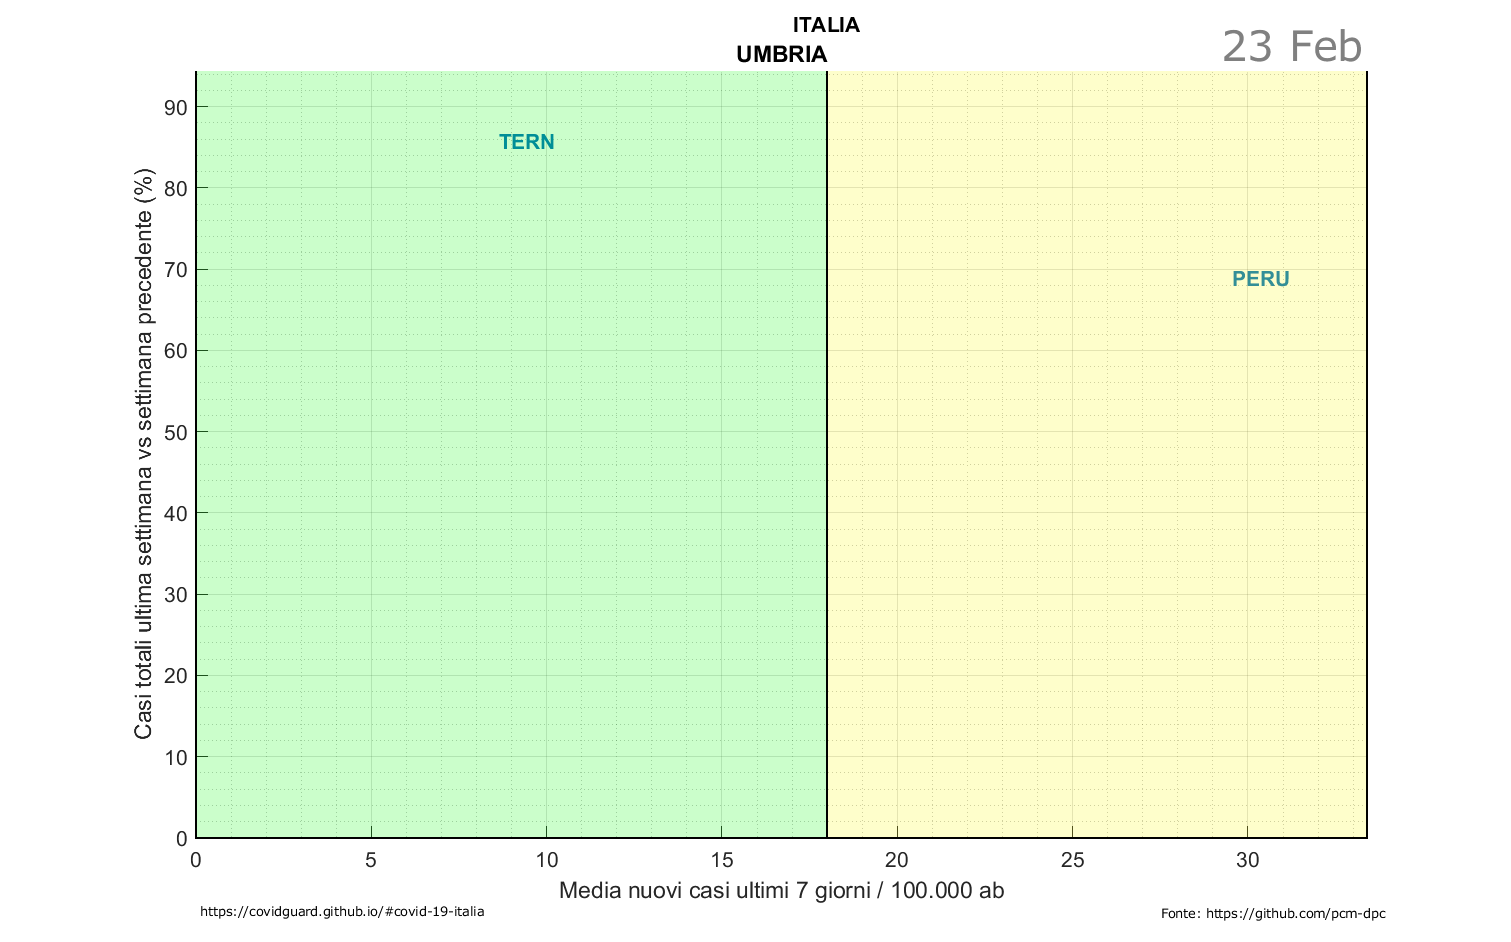 ITALIA
UMBRIA
23 Feb
90
80
70
60
50
40
30
20
10
0
TERN
PERU
Casi totali ultima settimana vs settimana precedente (%)
0 5 10 15 20 25 30
Media nuovi casi ultimi 7 giorni / 100.000 ab
https://covidguard.github.io/#covid-19-italia
Fonte: https://github.com/pcm-dpc